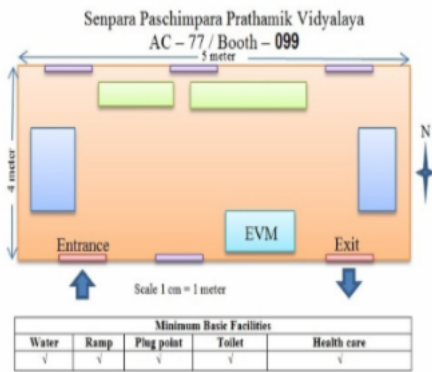 Senpara Paschimpara Prathamik Vidyalaya
AC – 77 / Booth – 099
5 meter
4 meter
N
EVM
Entrance
Exit
Scale 1 cm = 1 meter
Minimum Basic Facilities
Water Ramp Plug point Toilet Health care
√ √ √ √ √